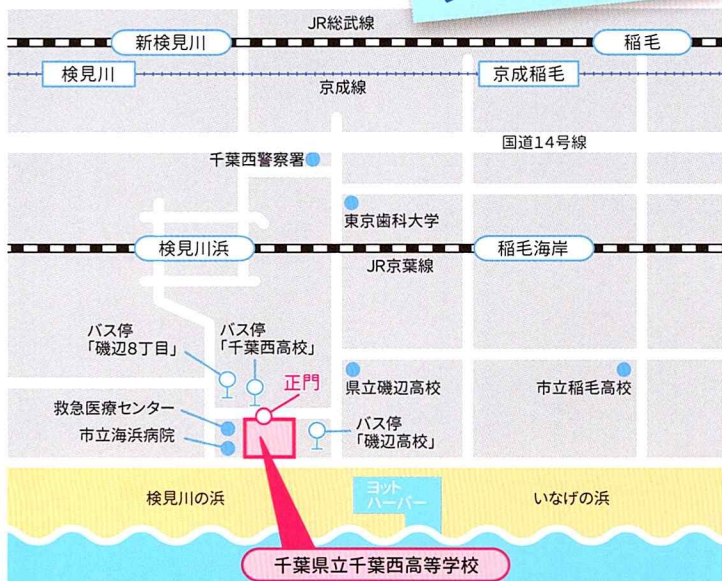 JR総武線
新検見川
稲毛
検見川
京成稲毛
京成線
国道14号線
千葉西警察署
東京歯科大学
検見川浜
稲毛海岸
JR京葉線
バス停
「磯辺8丁目」
バス停
「千葉西高校」
正門
県立磯辺高校
市立稲毛高校
救急医療センター
市立海浜病院
バス停
「磯辺高校」
検見川の浜
ヨット
ハーバー
いなげの浜
千葉県立千葉西高等学校